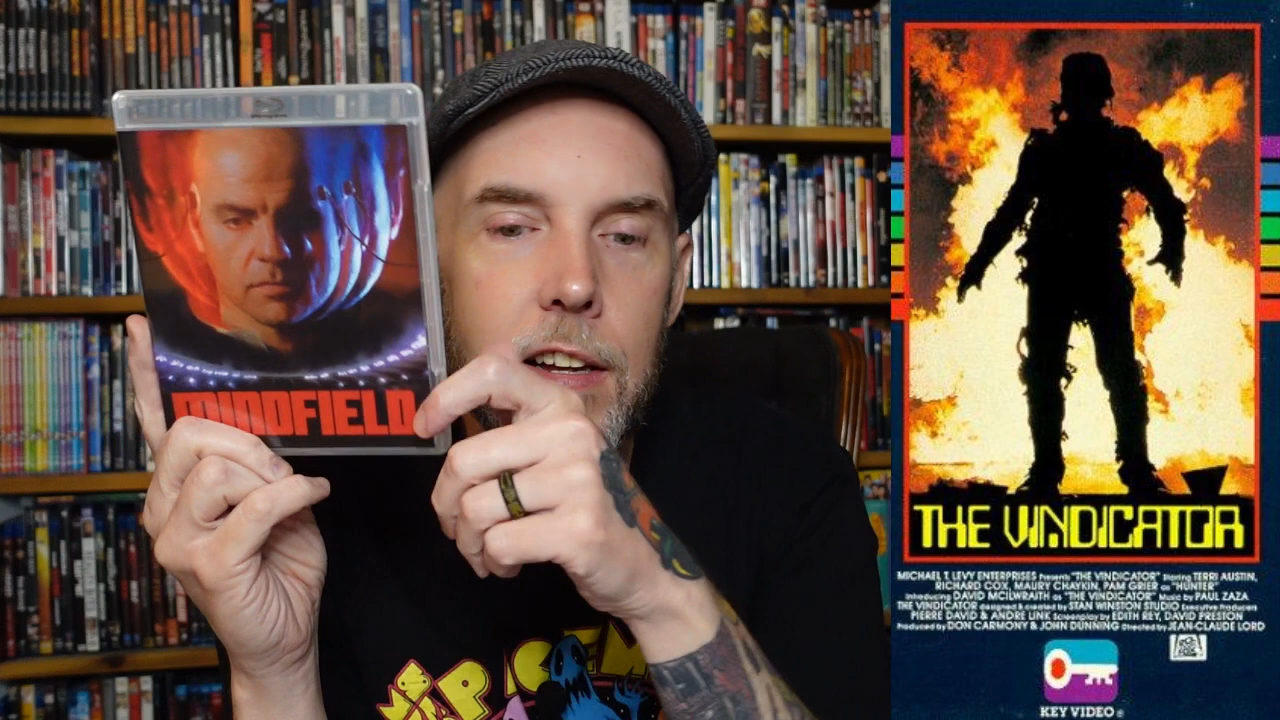 MINDFIELD
THE VINDICATOR
MICHAEL T. LEVY ENTERPRISES Presents "THE VINDICATOR" Starring TERRI AUSTIN,
RICHARD COX, MAURY CHAYKIN, PAM GRIER as "HUNTER"
Introducing DAVID MCILWRAITH as "THE VINDICATOR" Music by PAUL ZAZA
THE VINDICATOR designed & created by STAN WINSTON STUDIO Executive Producers
PIERRE DAVID & ANDRE LINK Screenplay by EDITH REY, DAVID PRESTON
Produced by DON CARMONY & JOHN DUNNING Directed by JEAN-CLAUDE LORD
KEY VIDEO